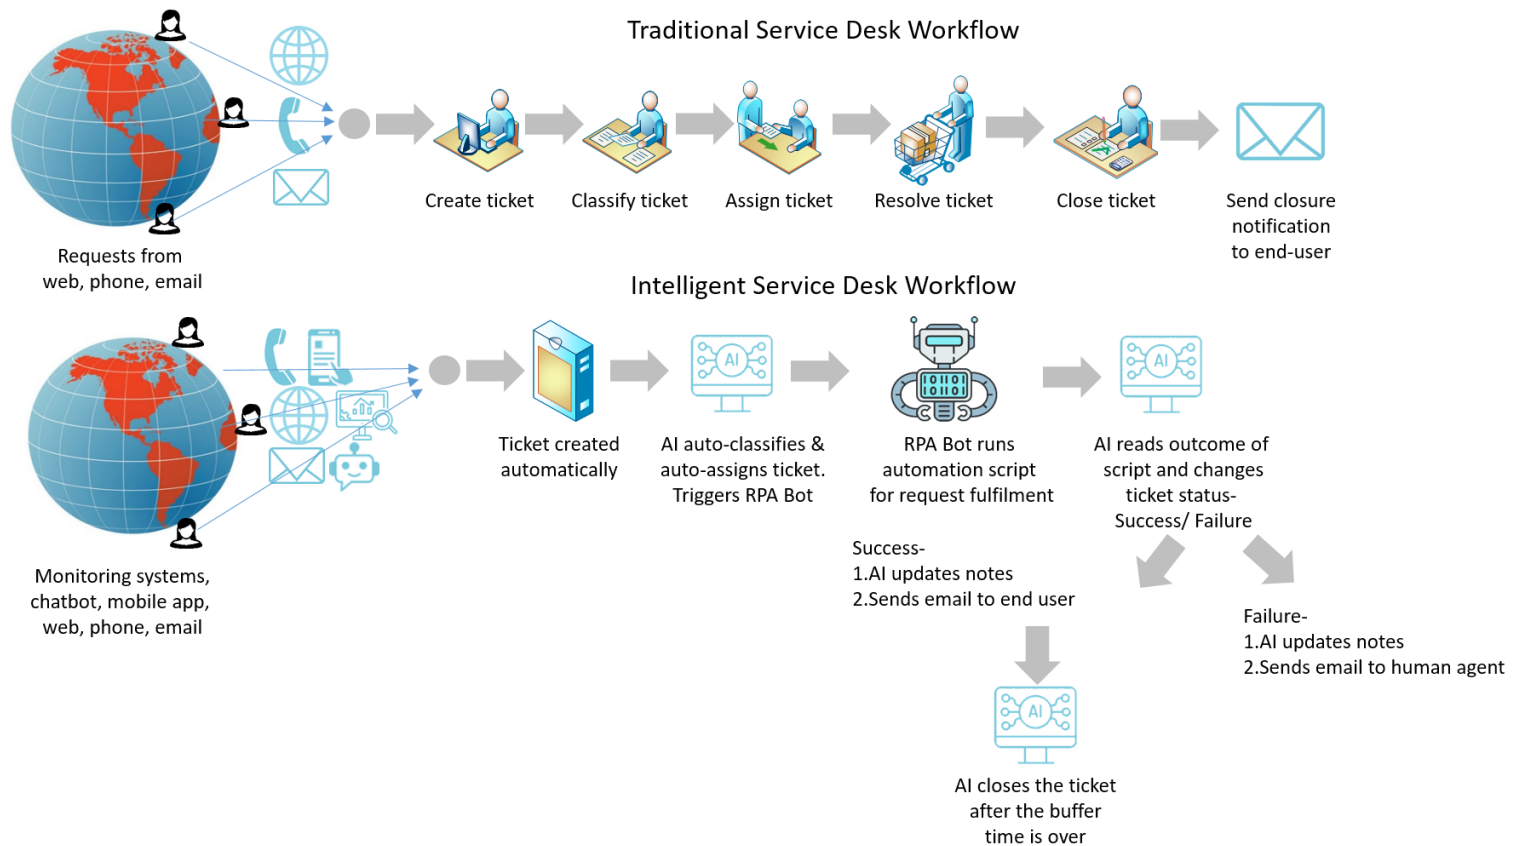 Traditional Service Desk Workflow
Create ticket
Classify ticket
Assign ticket
Resolve ticket
Close ticket
Send closure
notification
to end-user
Requests from
web, phone, email
Intelligent Service Desk Workflow
AI
AI
Ticket created
automatically
AI auto-classifies &
auto-assigns ticket.
Triggers RPA Bot
RPA Bot runs
automation script
for request fulfilment
AI reads outcome of
script and changes
ticket status-
Success/ Failure
Monitoring systems,
chatbot, mobile app,
web, phone, email
Success-
1.AI updates notes
2.Sends email to end user
Failure-
1.AI updates notes
2.Sends email to human agent
AI
AI closes the ticket
after the buffer
time is over